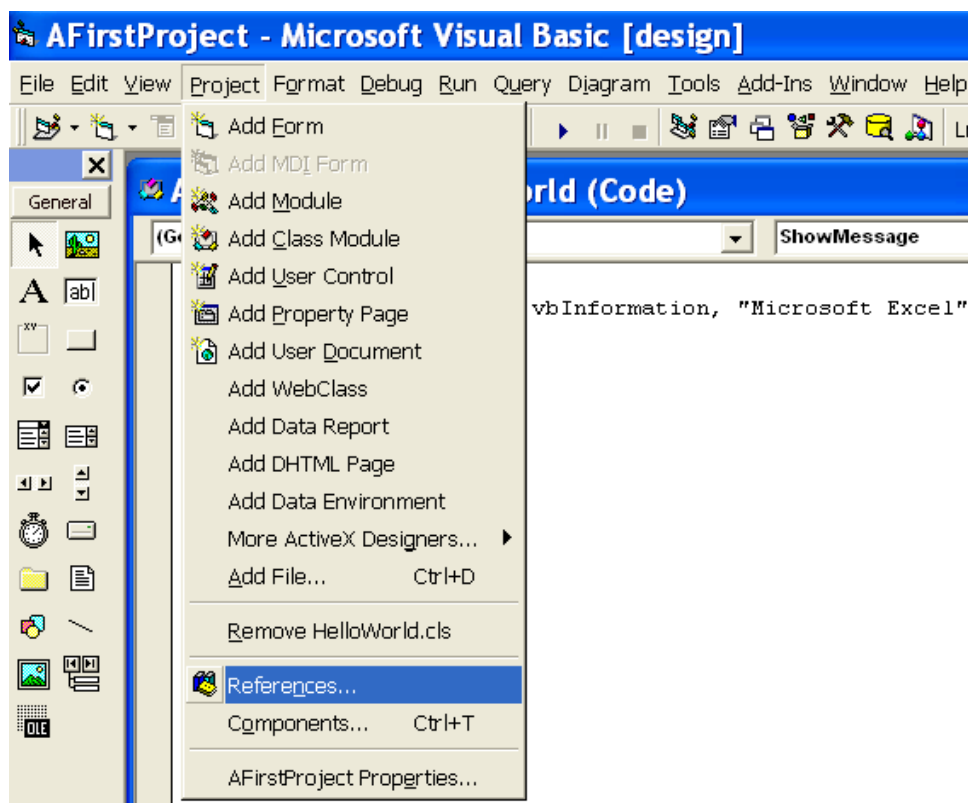 AFirstProject - Microsoft Visual Basic [design]
File Edit View Project Format Debug Run Query Diagram Tools Add-Ins Window Help
General
Add Form
Add MDI Form
Add Module
Add Class Module
Add User Control
Add Property Page
Add User Document
Add WebClass
Add Data Report
Add DHTML Page
Add Data Environment
More ActiveX Designers...
Add File... Ctrl+D
Remove HelloWorld.cls
References...
Components... Ctrl+T
AFirstProject Properties...
(Code)
ShowMessage
vbInformation, "Microsoft Excel"
A
ab
XY
OLE